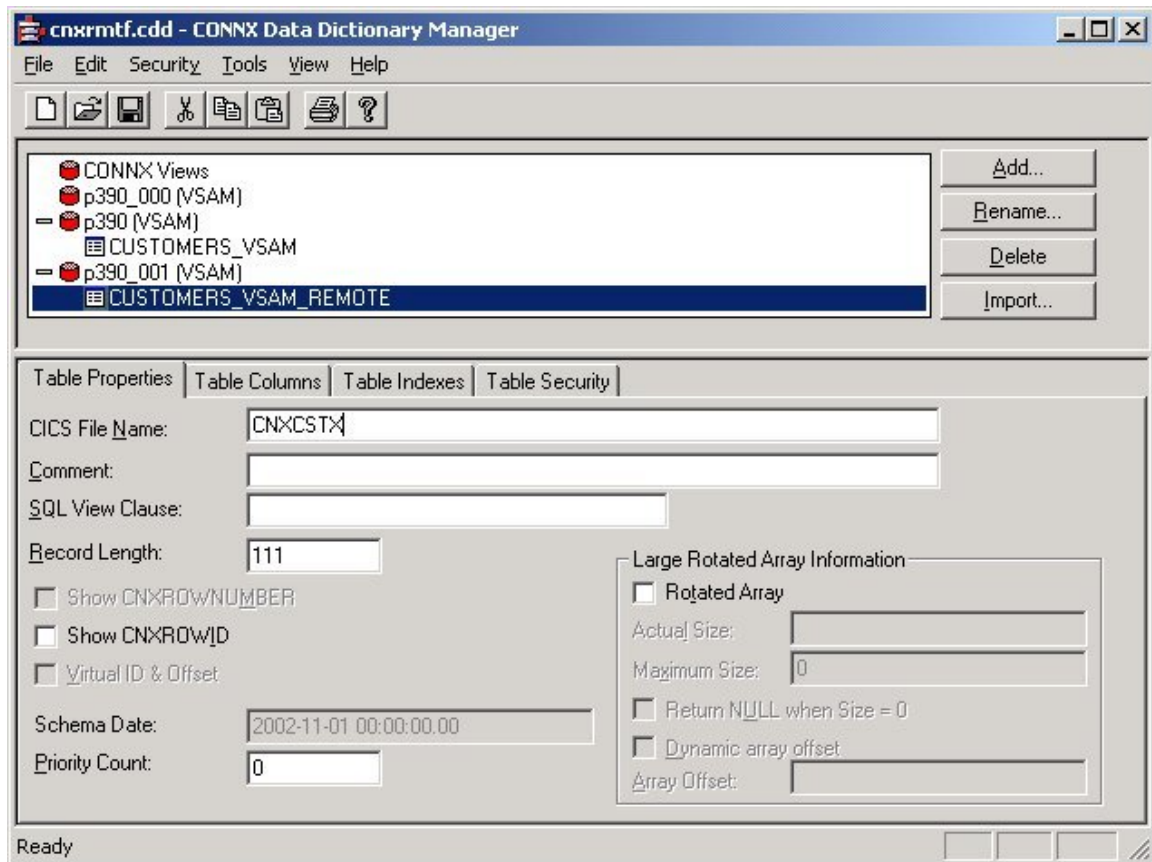 cnxrmtf.cdd - CONNX Data Dictionary Manager
File Edit Security Tools View Help
CONNX Views
p390_000 (VSAM)
p390 (VSAM)
CUSTOMERS_VSAM
p390_001 (VSAM)
CUSTOMERS_VSAM_REMOTE
Add...
Rename...
Delete
Import...
Table Properties Table Columns Table Indexes Table Security
CICS File Name: CNXCSTX
Comment:
SQL View Clause:
Record Length: 111
Show CNXROWNUMBER
Show CNXROWID
Virtual ID & Offset
Schema Date: 2002-11-01 00:00:00.00
Priority Count: 0
Large Rotated Array Information
Rotated Array
Actual Size:
Maximum Size: 0
Return NULL when Size = 0
Dynamic array offset
Array Offset:
Ready